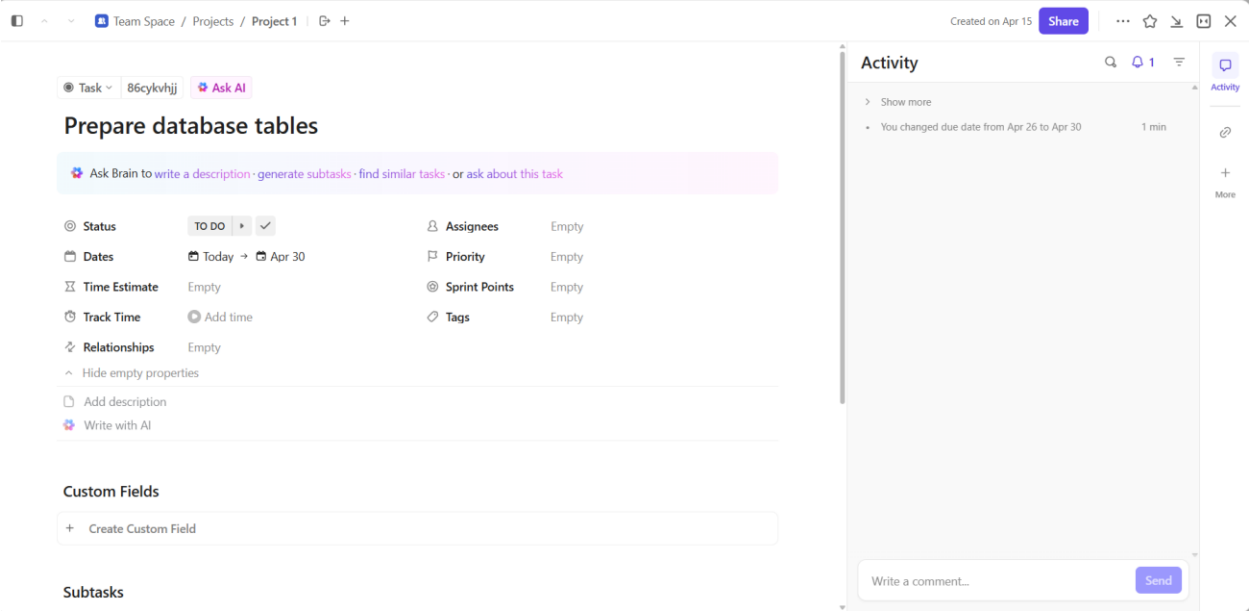 Team Space / Projects / Project 1
Created on Apr 15
Share
Task
86cykvhjj
Ask AI
Prepare database tables
Ask Brain to write a description · generate subtasks · find similar tasks · or ask about this task
Status
TO DO
Assignees
Empty
Dates
Today → Apr 30
Priority
Empty
Time Estimate
Empty
Sprint Points
Empty
Track Time
Add time
Tags
Empty
Relationships
Empty
Hide empty properties
Add description
Write with AI
Custom Fields
+ Create Custom Field
Subtasks
Activity
1
Show more
• You changed due date from Apr 26 to Apr 30
1 min
Write a comment...
Send
Activity
More